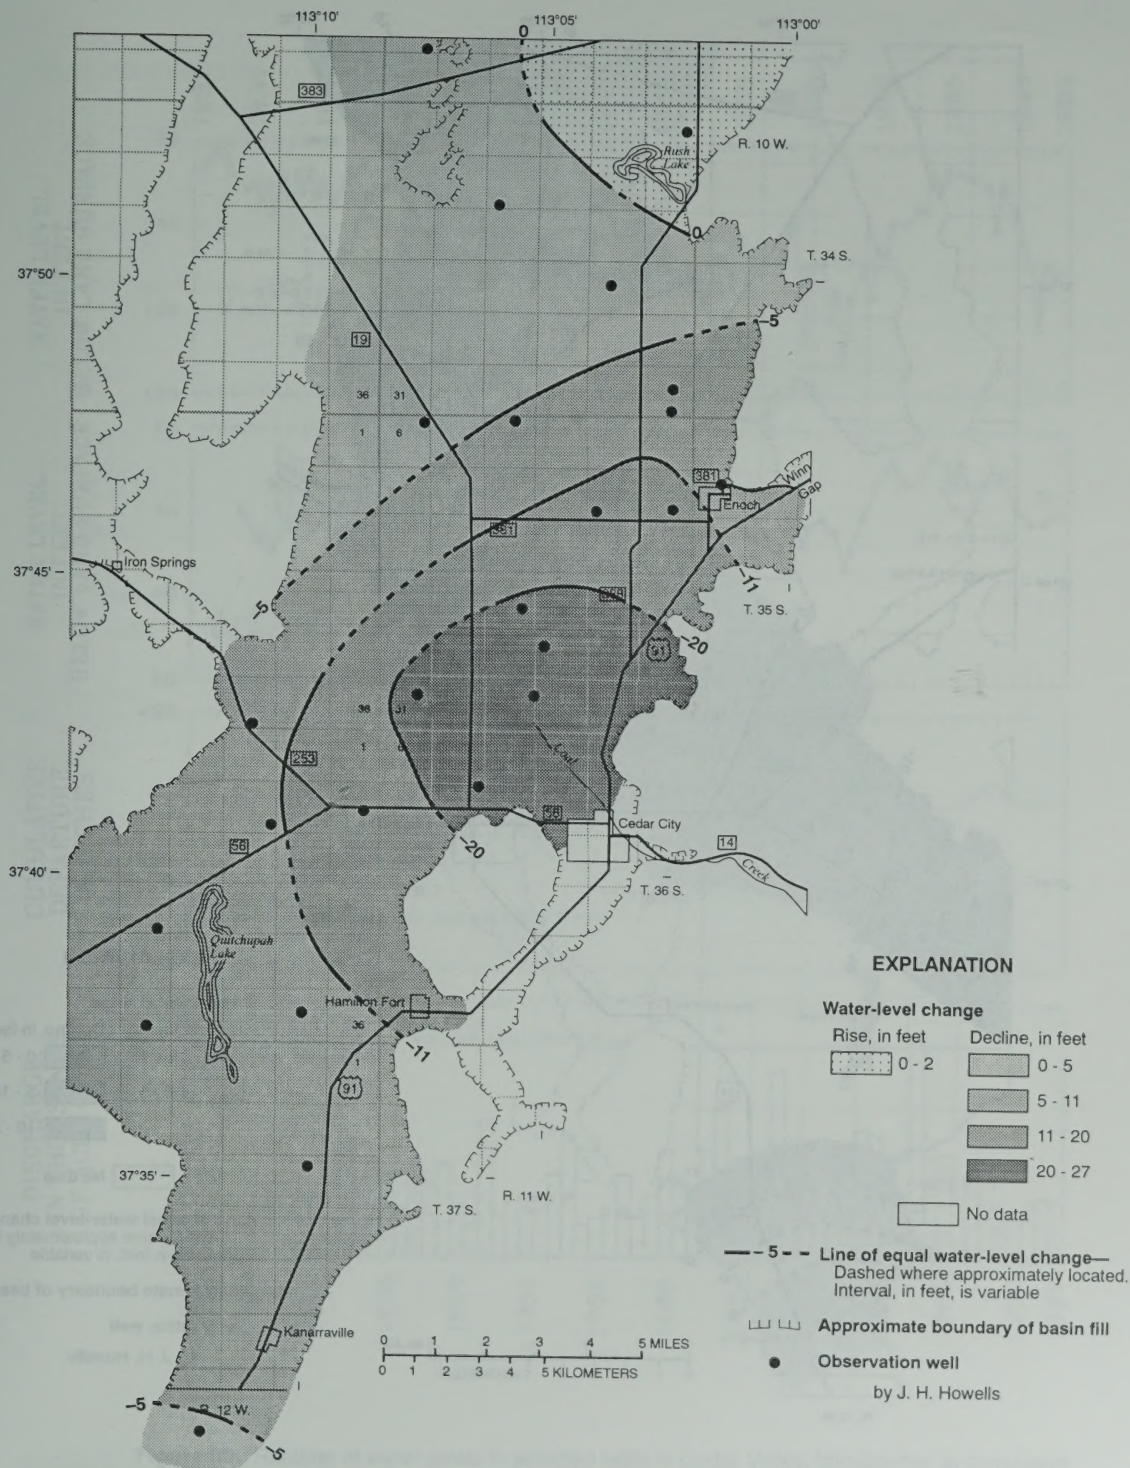 113°10'
113°05'
113°00'
0
383
R. 10 W.
Rush
Lake
0
T. 34 S.
37°50'
-5
19
36 31
1 6
381
Winn
Gap
Enoch
Iron Springs
37°45'
-11
-5
T. 35 S.
-20
91
36 31
1 6
253
Coal
56
Cedar City
56
-20
14
37°40'
Creek
T. 36 S.
Quitchupah
Lake
EXPLANATION
Water-level change
Rise, in feet
Decline, in feet
0 - 2
0 - 5
5 - 11
11 - 20
20 - 27
No data
Hamilton Fort
36
1
-11
91
37°35'
R. 11 W.
T. 37 S.
- 5 - - Line of equal water-level change—
Dashed where approximately located.
Interval, in feet, is variable
Approximate boundary of basin fill
Observation well
by J. H. Howells
Kanarraville
0 1 2 3 4 5 MILES
0 1 2 3 4 5 KILOMETERS
-5
R. 12 W.
-5